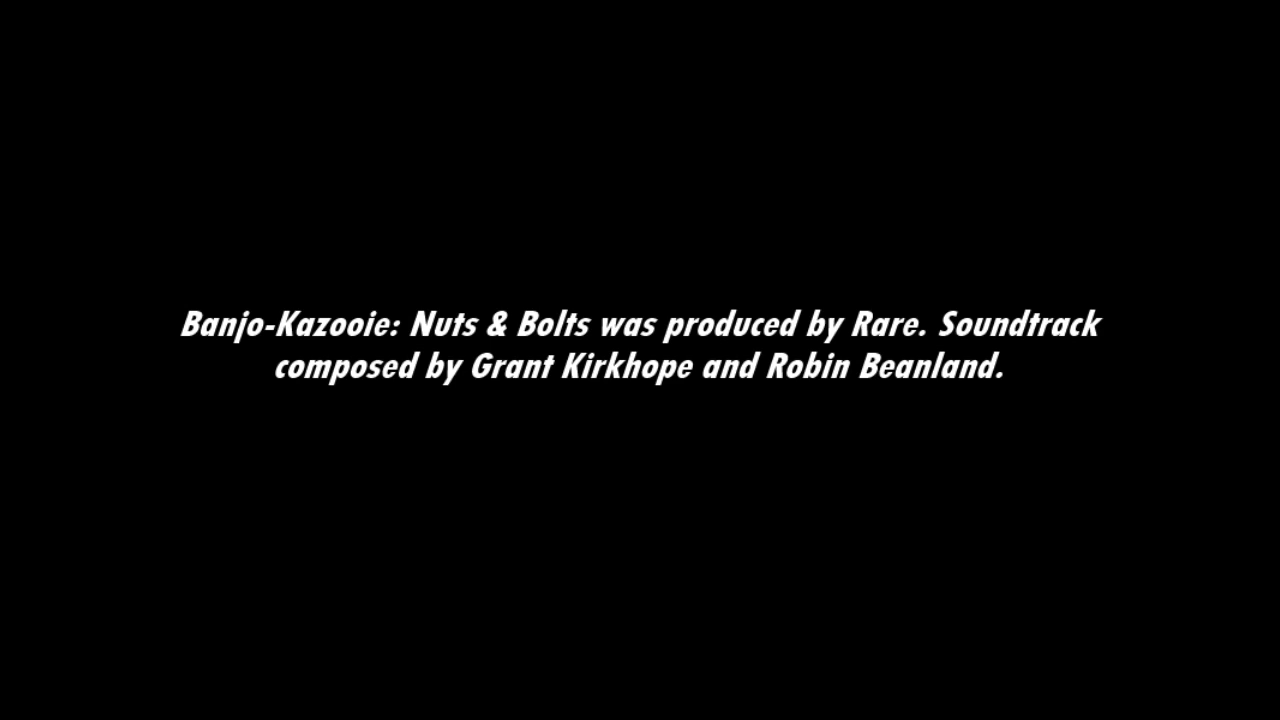 Banjo-Kazooie: Nuts & Bolts was produced by Rare. Soundtrack
composed by Grant Kirkhope and Robin Beanland.